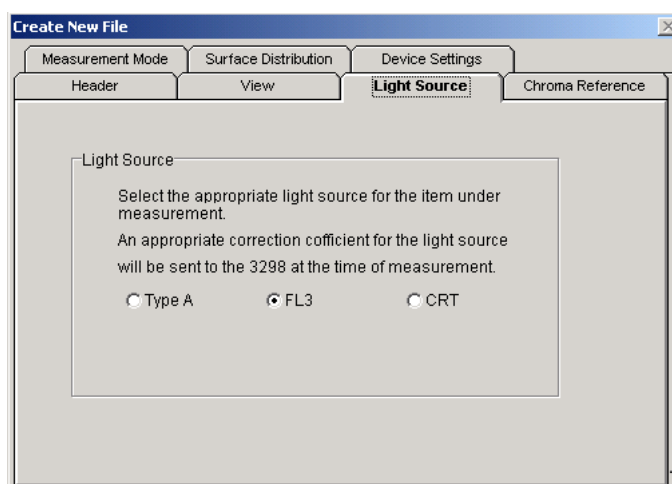 Create New File
Measurement Mode Surface Distribution Device Settings
Header View Light Source Chroma Reference
Light Source
Select the appropriate light source for the item under
measurement.
An appropriate correction cofficient for the light source
will be sent to the 3298 at the time of measurement.
Type A FL3 CRT